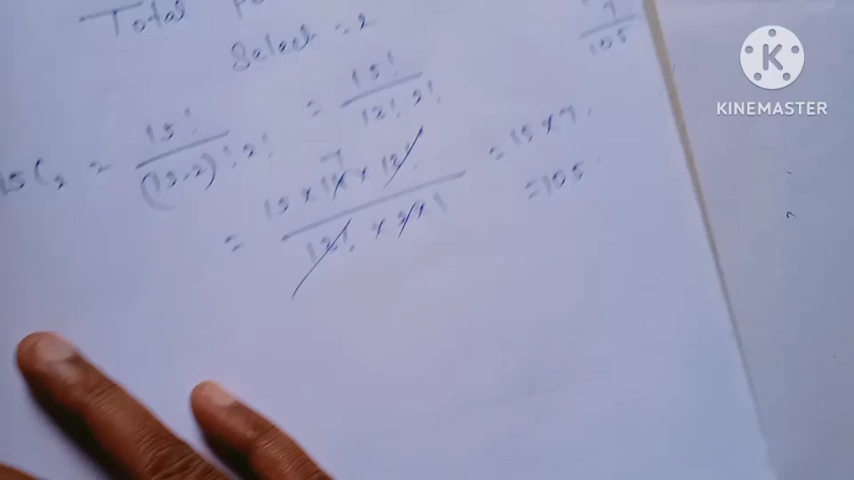 Total
Select = 2
7
105
15C₂ = 15! / (15-2)! 2! = 15! / 13! 2!
= 15 × 14 × 13! / 13! × 2 × 1 = 15 × 7
7
= 105
KINEMASTER